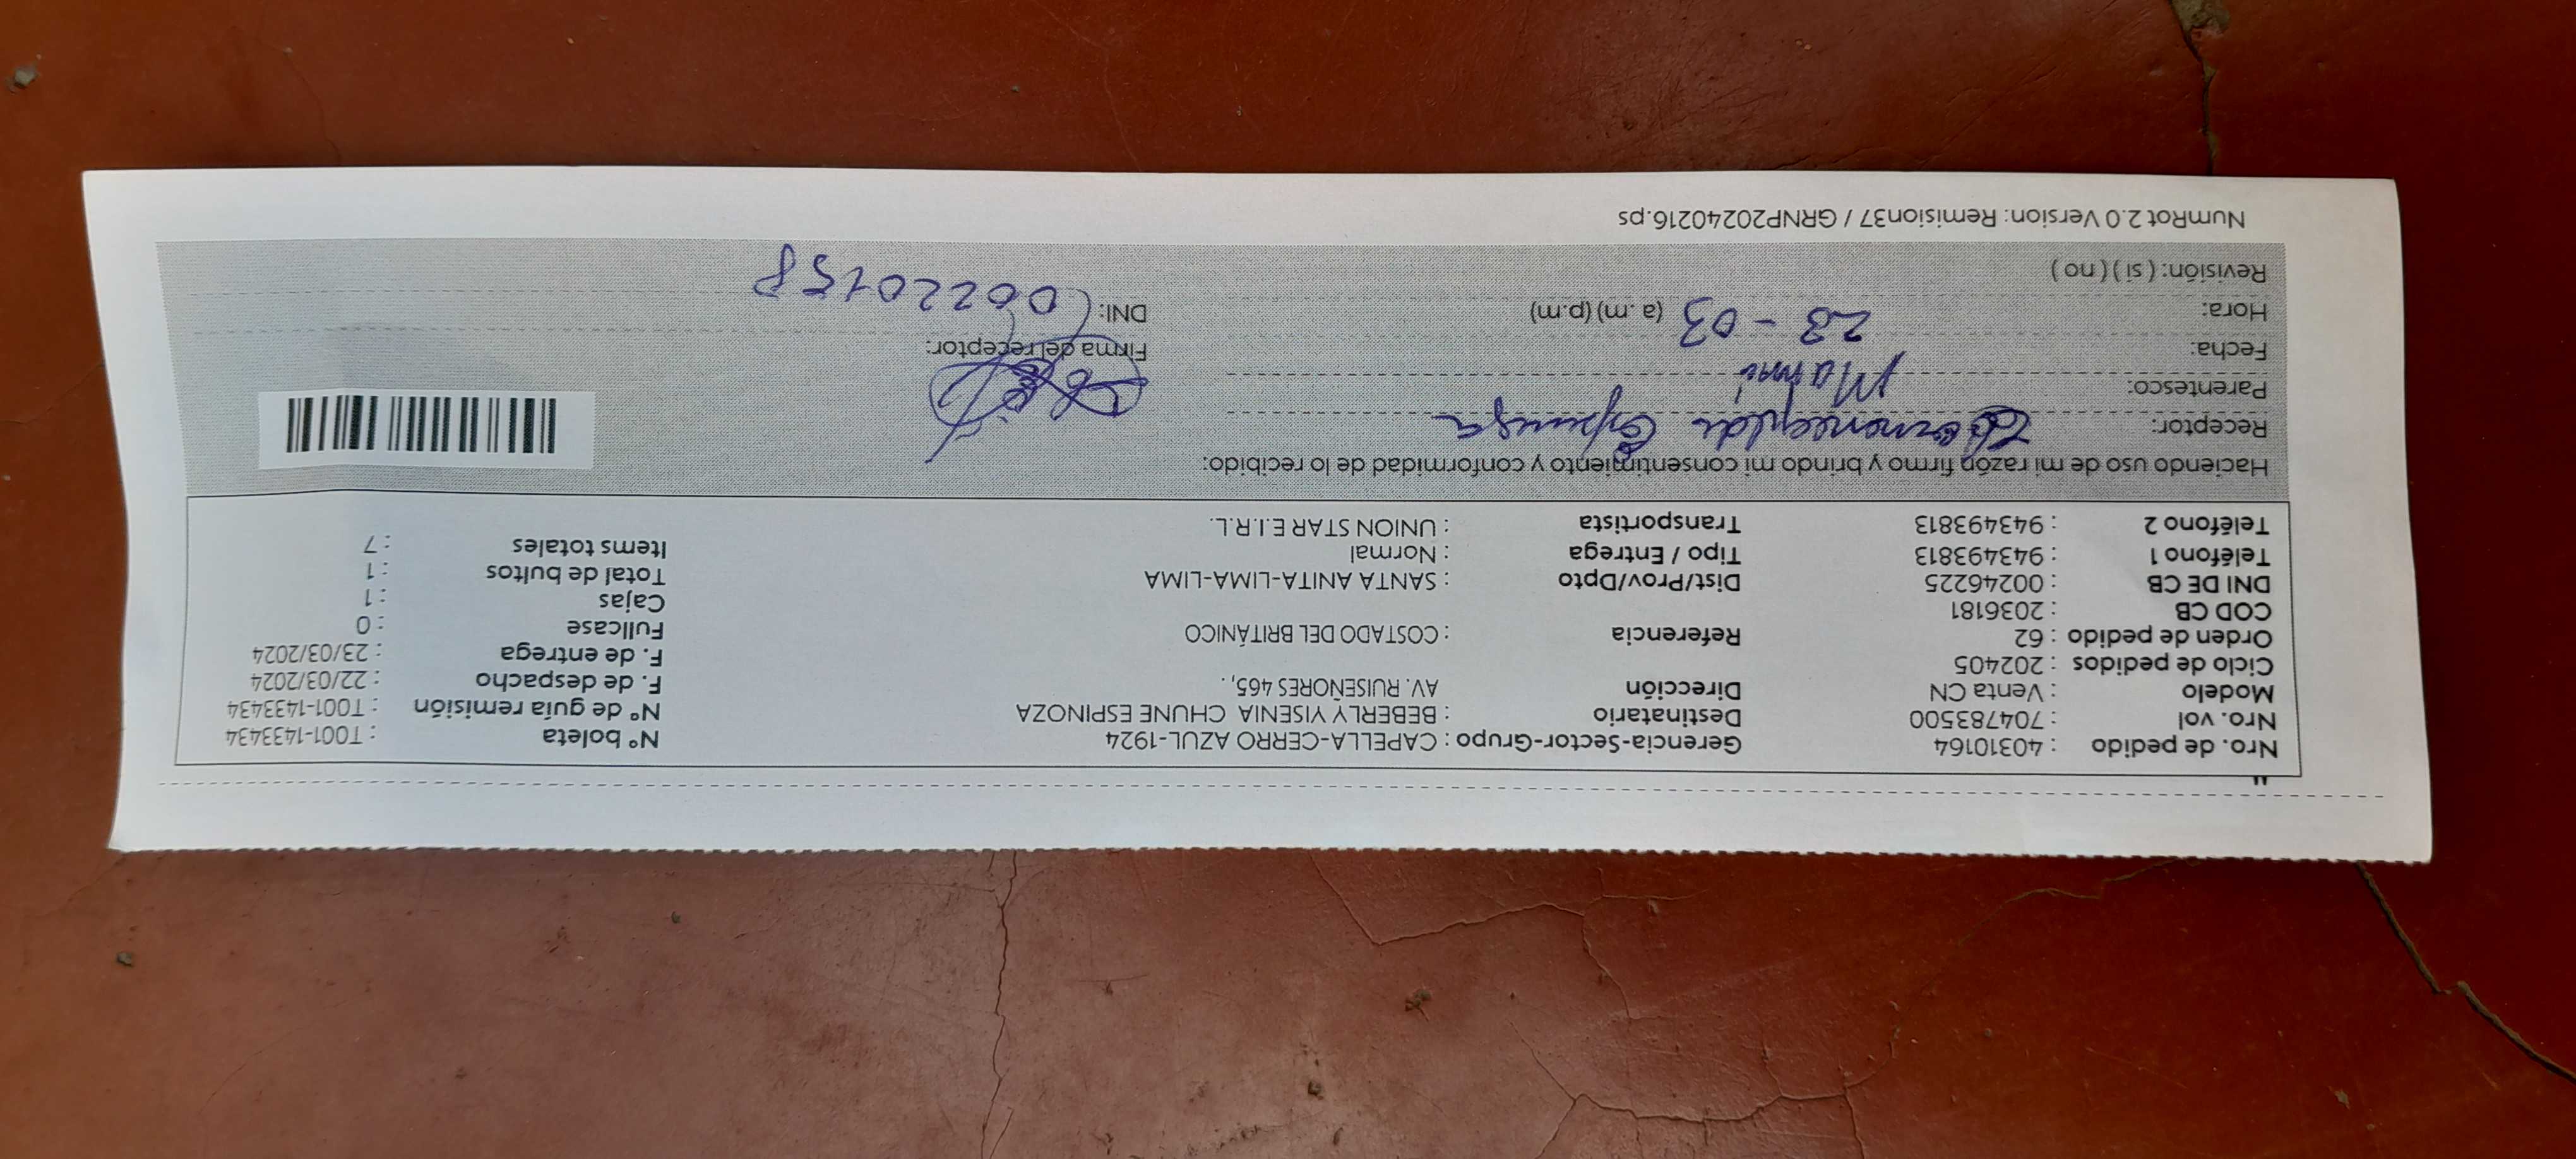 Nro. de pedido : 40310164 Gerencia-Sector-Grupo : CAPELLA-CERRO AZUL-1924 N° boleta : T001-1433434
Nro. vol : 704783500 Destinatario : BEBERLY YISENIA CHUNE ESPINOZA N° de guía remisión : T001-1433434
Modelo : Venta CN Dirección AV. RUISEÑORES 465, . F. de despacho : 22/03/2024
Ciclo de pedidos : 202405 F. de entrega : 23/03/2024
Orden de pedido : 62 Referencia : COSTADO DEL BRITÁNICO Fullcase : 0
COD CB : 2036181 Cajas : 1
DNI DE CB : 00246225 Dist/Prov/Dpto : SANTA ANITA-LIMA-LIMA Total de bultos : 1
Teléfono 1 : 943493813 Tipo / Entrega : Normal Items totales : 7
Teléfono 2 : 943493813 Transportista : UNION STAR E.I.R.L.
Haciendo uso de mi razón firmo y brindo mi consentimiento y conformidad de lo recibido:
Receptor:
Parentesco: Mamá
Fecha: 23-03 Firma del receptor:
Hora: (a.m) (p.m) DNI: 00220158
Revisión: ( si ) ( no )
NumRot 2.0 Version: Remision37 / GRNP20240216.ps